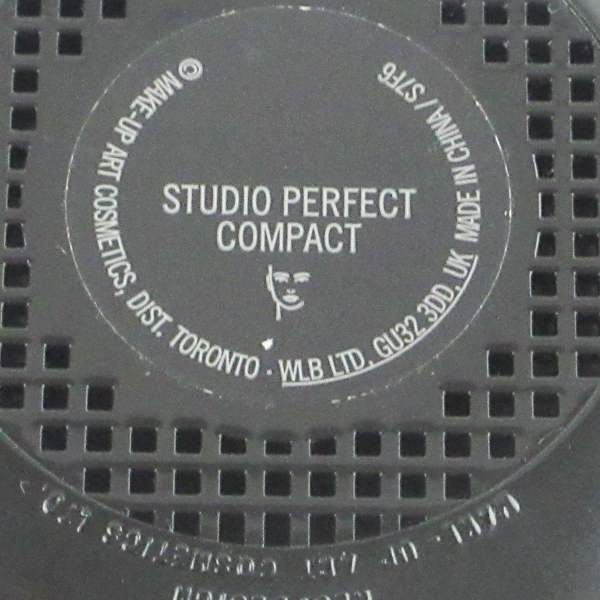 STUDIO PERFECT
COMPACT
© MAKE-UP ART COSMETICS, DIST. TORONTO · WLB LTD, GU32 3DD, UK MADE IN CHINA / S7F6